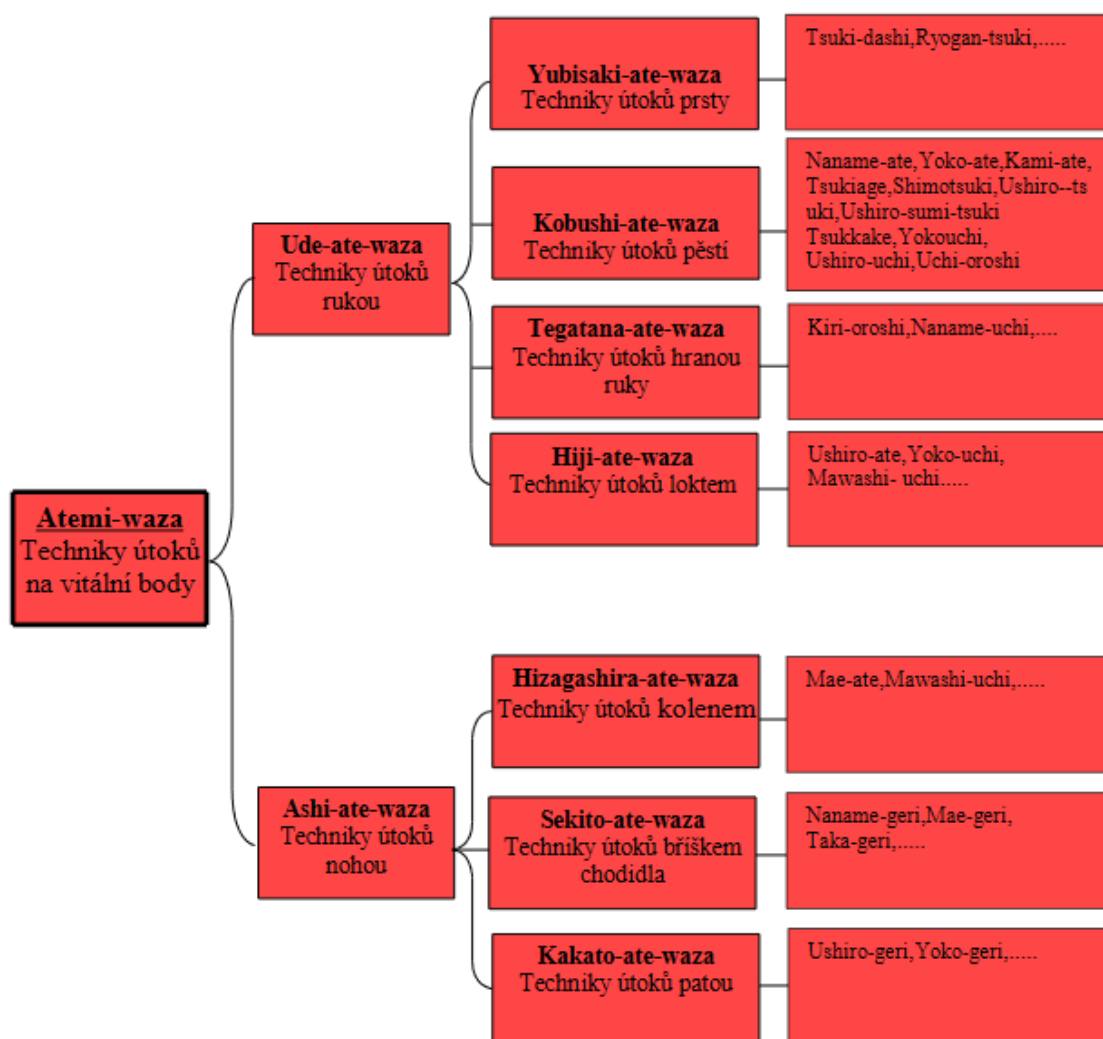 Atemi-waza
Techniky útoků
na vitální body
Ude-ate-waza
Techniky útoků
rukou
Yubisaki-ate-waza
Techniky útoků prsty
Tsuki-dashi,Ryogan-tsuki,.....
Kobushi-ate-waza
Techniky útoků pěstí
Naname-ate,Yoko-ate,Kami-ate,
Tsukiage,Shimotsuki,Ushiro--ts
uki,Ushiro-sumi-tsuki
Tsukkake, Yokouchi,
Ushiro-uchi,Uchi-oroshi
Tegatana-ate-waza
Techniky útoků hranou
ruky
Kiri-oroshi,Naname-uchi,....
Hiji-ate-waza
Techniky útoků loktem
Ushiro-ate,Yoko-uchi,
Mawashi- uchi.....
Ashi-ate-waza
Techniky útoků
nohou
Hizagashira-ate-waza
Techniky útoků kolenem
Mae-ate,Mawashi-uchi,.....
Sekito-ate-waza
Techniky útoků bříškem
chodidla
Naname-geri,Mae-geri,
Taka-geri,.....
Kakato-ate-waza
Techniky útoků patou
Ushiro-geri,Yoko-geri,.....